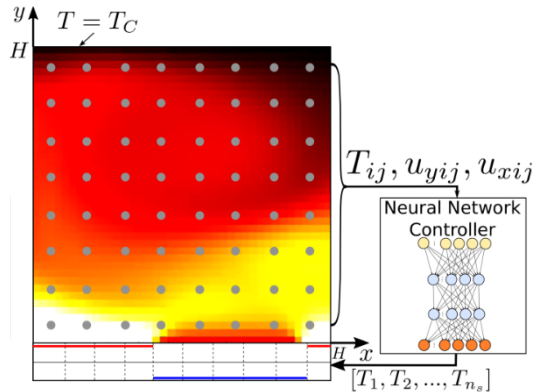 y
T = T_C
H
T_{ij}, u_{yij}, u_{xij}
Neural Network
Controller
H
x
[T_1, T_2, ..., T_{n_s}]